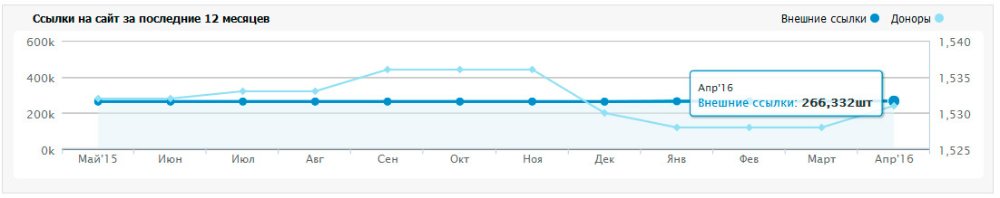 Ссылки на сайт за последние 12 месяцев
Внешние ссылки Доноры
600k 1,540
400k 1,535
Апр'16
Внешние ссылки: 266,332шт
200k 1,530
0k 1,525
Май'15 Июн Июл Авг Сен Окт Ноя Дек Янв Фев Март Апр'16